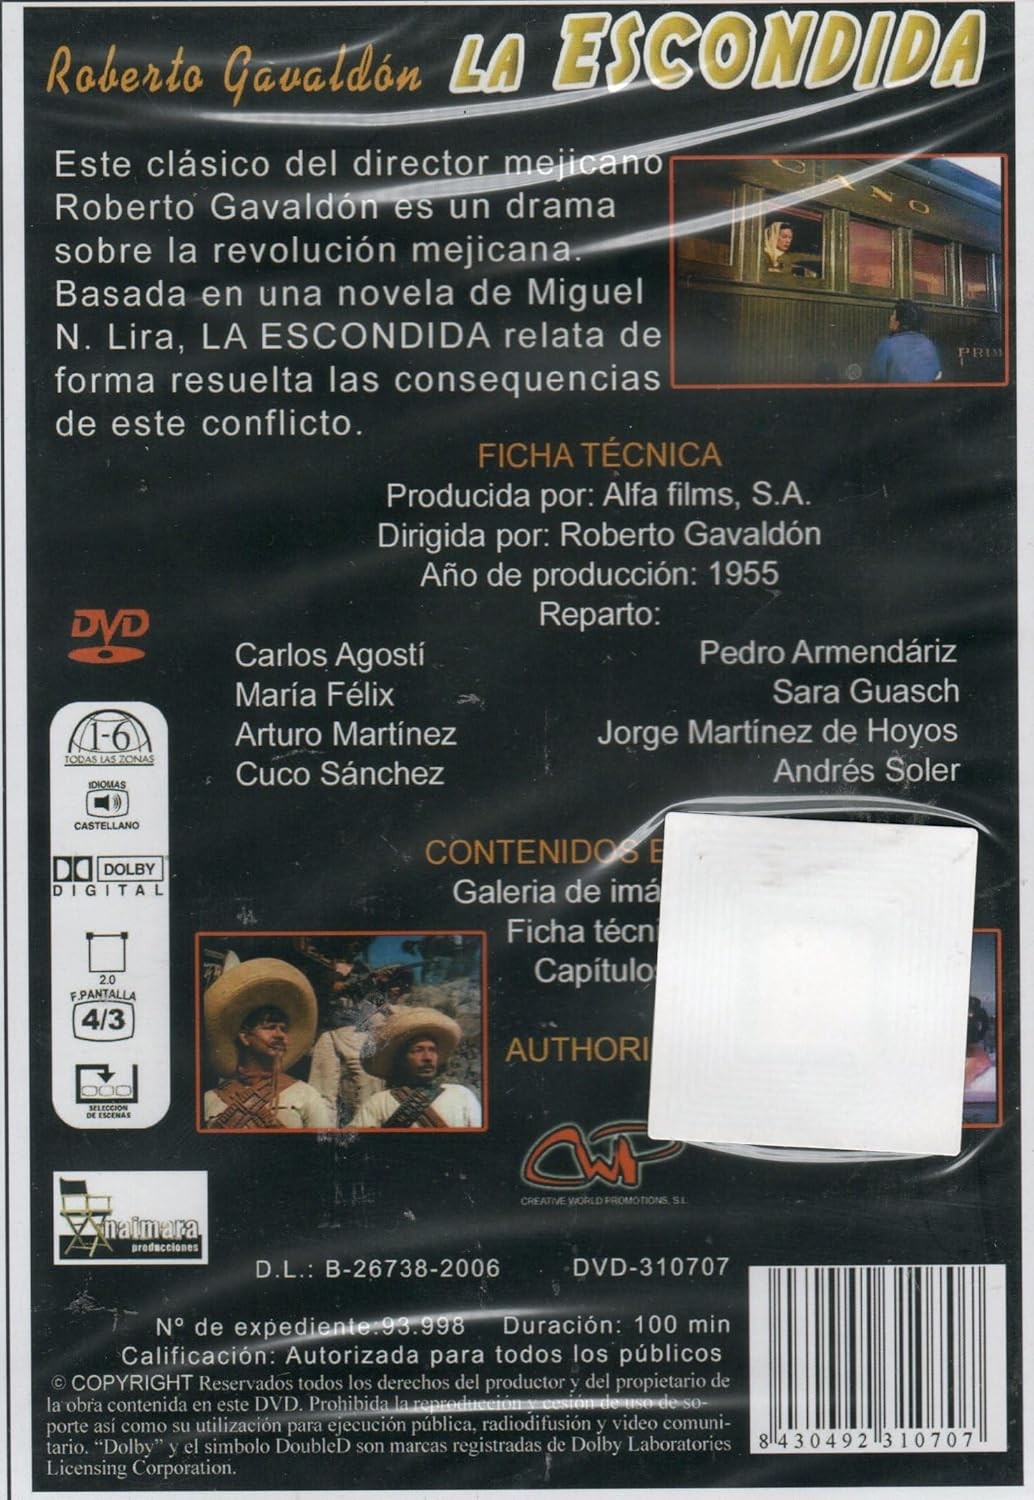 Roberto Gavaldón LA ESCONDIDA
Este clásico del director mejicano
Roberto Gavaldón es un drama
sobre la revolución mejicana.
Basada en una novela de Miguel
N. Lira, LA ESCONDIDA relata de
forma resuelta las consequencias
de este conflicto.
CANO
PRIM
FICHA TÉCNICA
Producida por: Alfa films, S.A.
Dirigida por: Roberto Gavaldón
Año de producción: 1955
Reparto:
Carlos Agostí
María Félix
Arturo Martínez
Cuco Sánchez
Pedro Armendáriz
Sara Guasch
Jorge Martínez de Hoyos
Andrés Soler
DVD
1-6
TODAS LAS ZONAS
IDIOMAS
CASTELLANO
DOLBY
DIGITAL
2.0
F.PANTALLA
4/3
SELECCION
DE ESCENAS
CONTENIDOS E
Galeria de imá
Ficha técni
Capítulo
AUTHORI
CWP
CREATIVE WORLD PROMOTIONS, S.L.
naimara
producciones
D.L.: B-26738-2006 DVD-310707
Nº de expediente:93.998 Duración: 100 min
Calificación: Autorizada para todos los públicos
© COPYRIGHT Reservados todos los derechos del productor y del propietario de
la obra contenida en este DVD. Prohibida la reproducción y cesión de uso de so-
porte así como su utilización para ejecución pública, radiodifusión y video comuni-
tario. "Dolby" y el símbolo DoubleD son marcas registradas de Dolby Laboratories
Licensing Corporation.
8 430492 310707